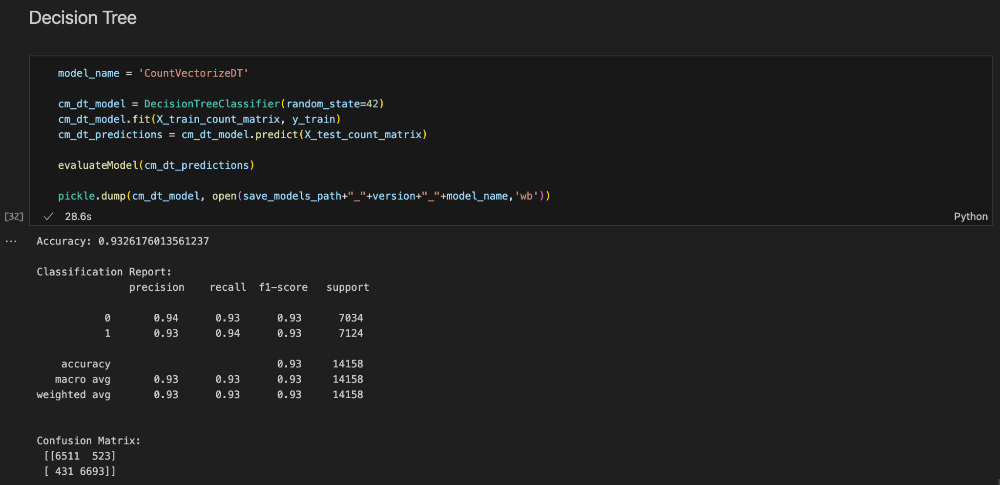 Decision Tree
model_name = 'CountVectorizeDT'
cm_dt_model = DecisionTreeClassifier(random_state=42)
cm_dt_model.fit(X_train_count_matrix, y_train)
cm_dt_predictions = cm_dt_model.predict(X_test_count_matrix)
evaluateModel(cm_dt_predictions)
pickle.dump(cm_dt_model, open(save_models_path+"_"+version+"_"+model_name,'wb'))
[32] ✓ 28.6s Python
... Accuracy: 0.9326176013561237
Classification Report:
precision recall f1-score support
0 0.94 0.93 0.93 7034
1 0.93 0.94 0.93 7124
accuracy 0.93 14158
macro avg 0.93 0.93 0.93 14158
weighted avg 0.93 0.93 0.93 14158
Confusion Matrix:
[[6511 523]
[ 431 6693]]